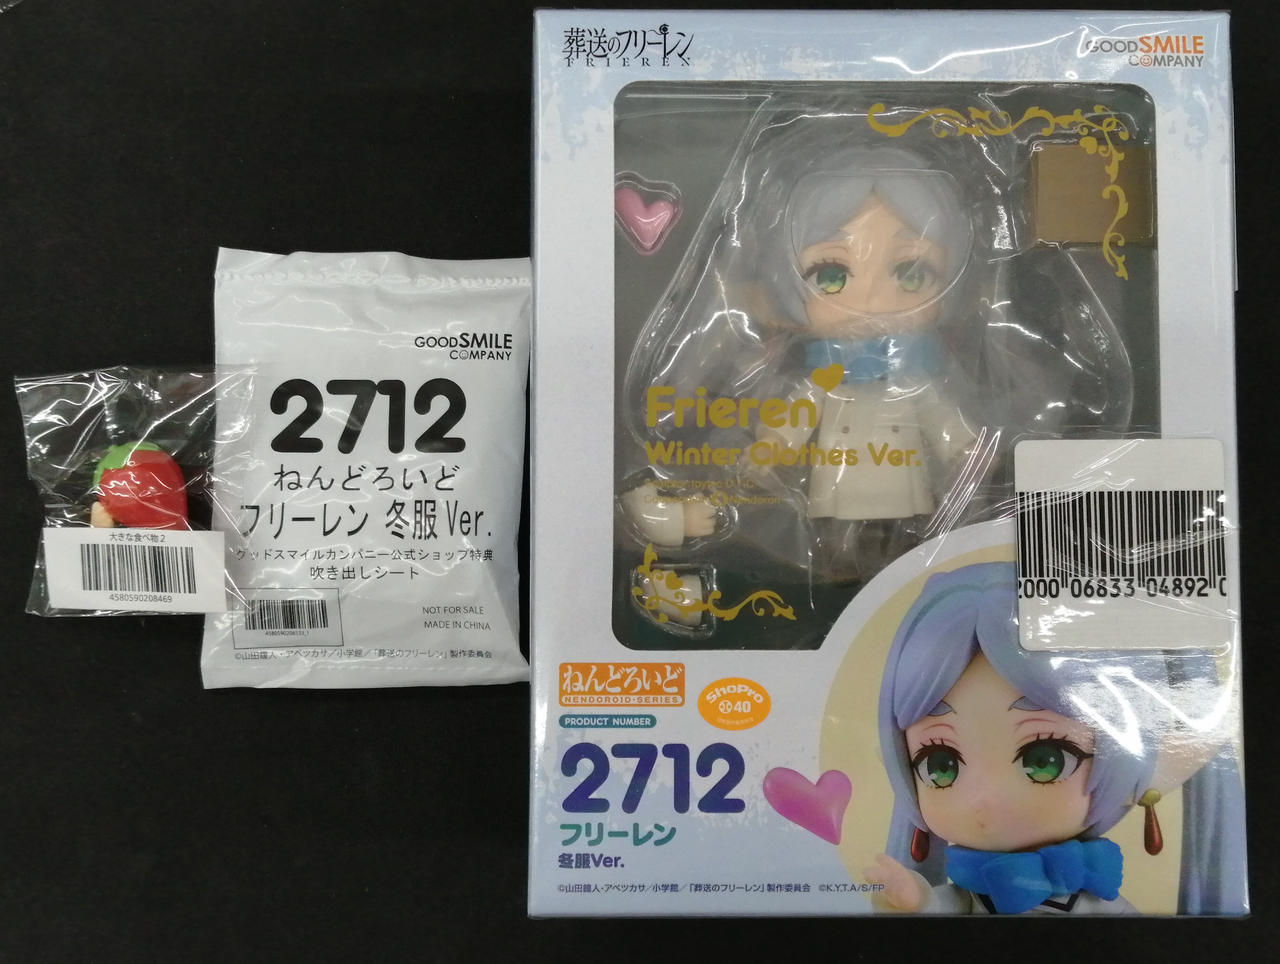 大きな食べ物2
4580590208469
GOODSMILE
COMPANY
2712
ねんどろいど
フリーレン 冬服Ver.
グッドスマイルカンパニー公式ショップ特典
吹き出しシート
NOT FOR SALE
MADE IN CHINA
©山田鐘人・アベツカサ/小学館/「葬送のフリーレン」製作委員会
葬送のフリーレン
FRIEREN
GOODSMILE
COMPANY
Frieren
Winter Clothes Ver.
2000 06833 04892 0
ねんどろいど
NENDOROID・SERIES
ShoPro
40
PRODUCT NUMBER
2712
フリーレン
冬服Ver.
©山田鐘人・アベツカサ/小学館/「葬送のフリーレン」製作委員会 ©K.Y.T.A/S/FP